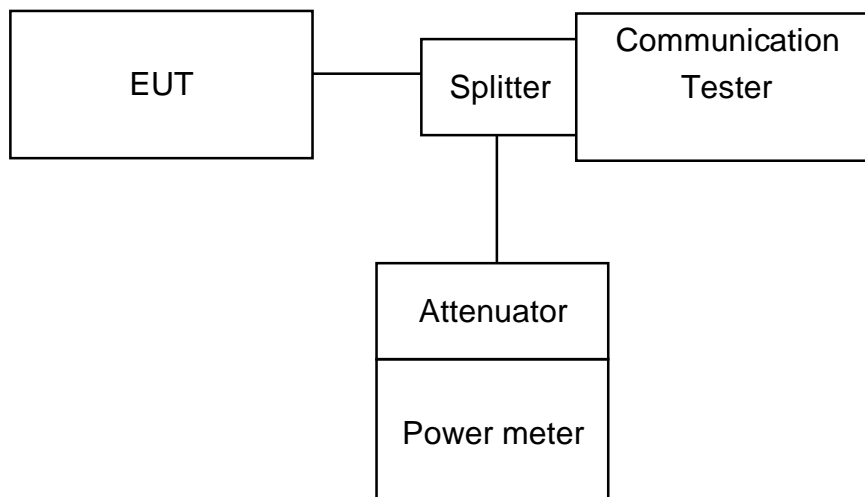 EUT
Splitter
Communication
Tester
Attenuator
Power meter